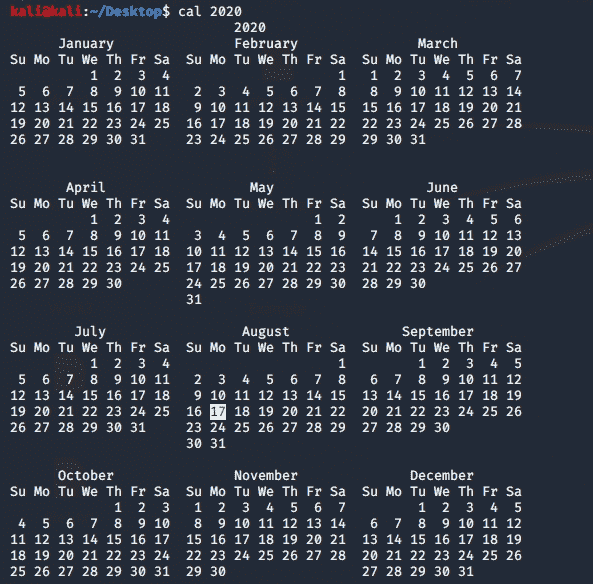 kali@kali:~/Desktop$ cal 2020
                            2020
      January               February               March
Su Mo Tu We Th Fr Sa  Su Mo Tu We Th Fr Sa  Su Mo Tu We Th Fr Sa
          1  2  3  4                     1   1  2  3  4  5  6  7
 5  6  7  8  9 10 11   2  3  4  5  6  7  8   8  9 10 11 12 13 14
12 13 14 15 16 17 18   9 10 11 12 13 14 15  15 16 17 18 19 20 21
19 20 21 22 23 24 25  16 17 18 19 20 21 22  22 23 24 25 26 27 28
26 27 28 29 30 31     23 24 25 26 27 28 29  29 30 31
       April                  May                   June
Su Mo Tu We Th Fr Sa  Su Mo Tu We Th Fr Sa  Su Mo Tu We Th Fr Sa
          1  2  3  4                  1  2      1  2  3  4  5  6
 5  6  7  8  9 10 11   3  4  5  6  7  8  9   7  8  9 10 11 12 13
12 13 14 15 16 17 18  10 11 12 13 14 15 16  14 15 16 17 18 19 20
19 20 21 22 23 24 25  17 18 19 20 21 22 23  21 22 23 24 25 26 27
26 27 28 29 30        24 25 26 27 28 29 30  28 29 30
                      31
        July                 August              September
Su Mo Tu We Th Fr Sa  Su Mo Tu We Th Fr Sa  Su Mo Tu We Th Fr Sa
          1  2  3  4                     1         1  2  3  4  5
 5  6  7  8  9 10 11   2  3  4  5  6  7  8   6  7  8  9 10 11 12
12 13 14 15 16 17 18   9 10 11 12 13 14 15  13 14 15 16 17 18 19
19 20 21 22 23 24 25  16 17 18 19 20 21 22  20 21 22 23 24 25 26
26 27 28 29 30 31     23 24 25 26 27 28 29  27 28 29 30
                      30 31
      October               November              December
Su Mo Tu We Th Fr Sa  Su Mo Tu We Th Fr Sa  Su Mo Tu We Th Fr Sa
             1  2  3   1  2  3  4  5  6  7         1  2  3  4  5
 4  5  6  7  8  9 10   8  9 10 11 12 13 14   6  7  8  9 10 11 12
11 12 13 14 15 16 17  15 16 17 18 19 20 21  13 14 15 16 17 18 19
18 19 20 21 22 23 24  22 23 24 25 26 27 28  20 21 22 23 24 25 26
25 26 27 28 29 30 31  29 30                 27 28 29 30 31